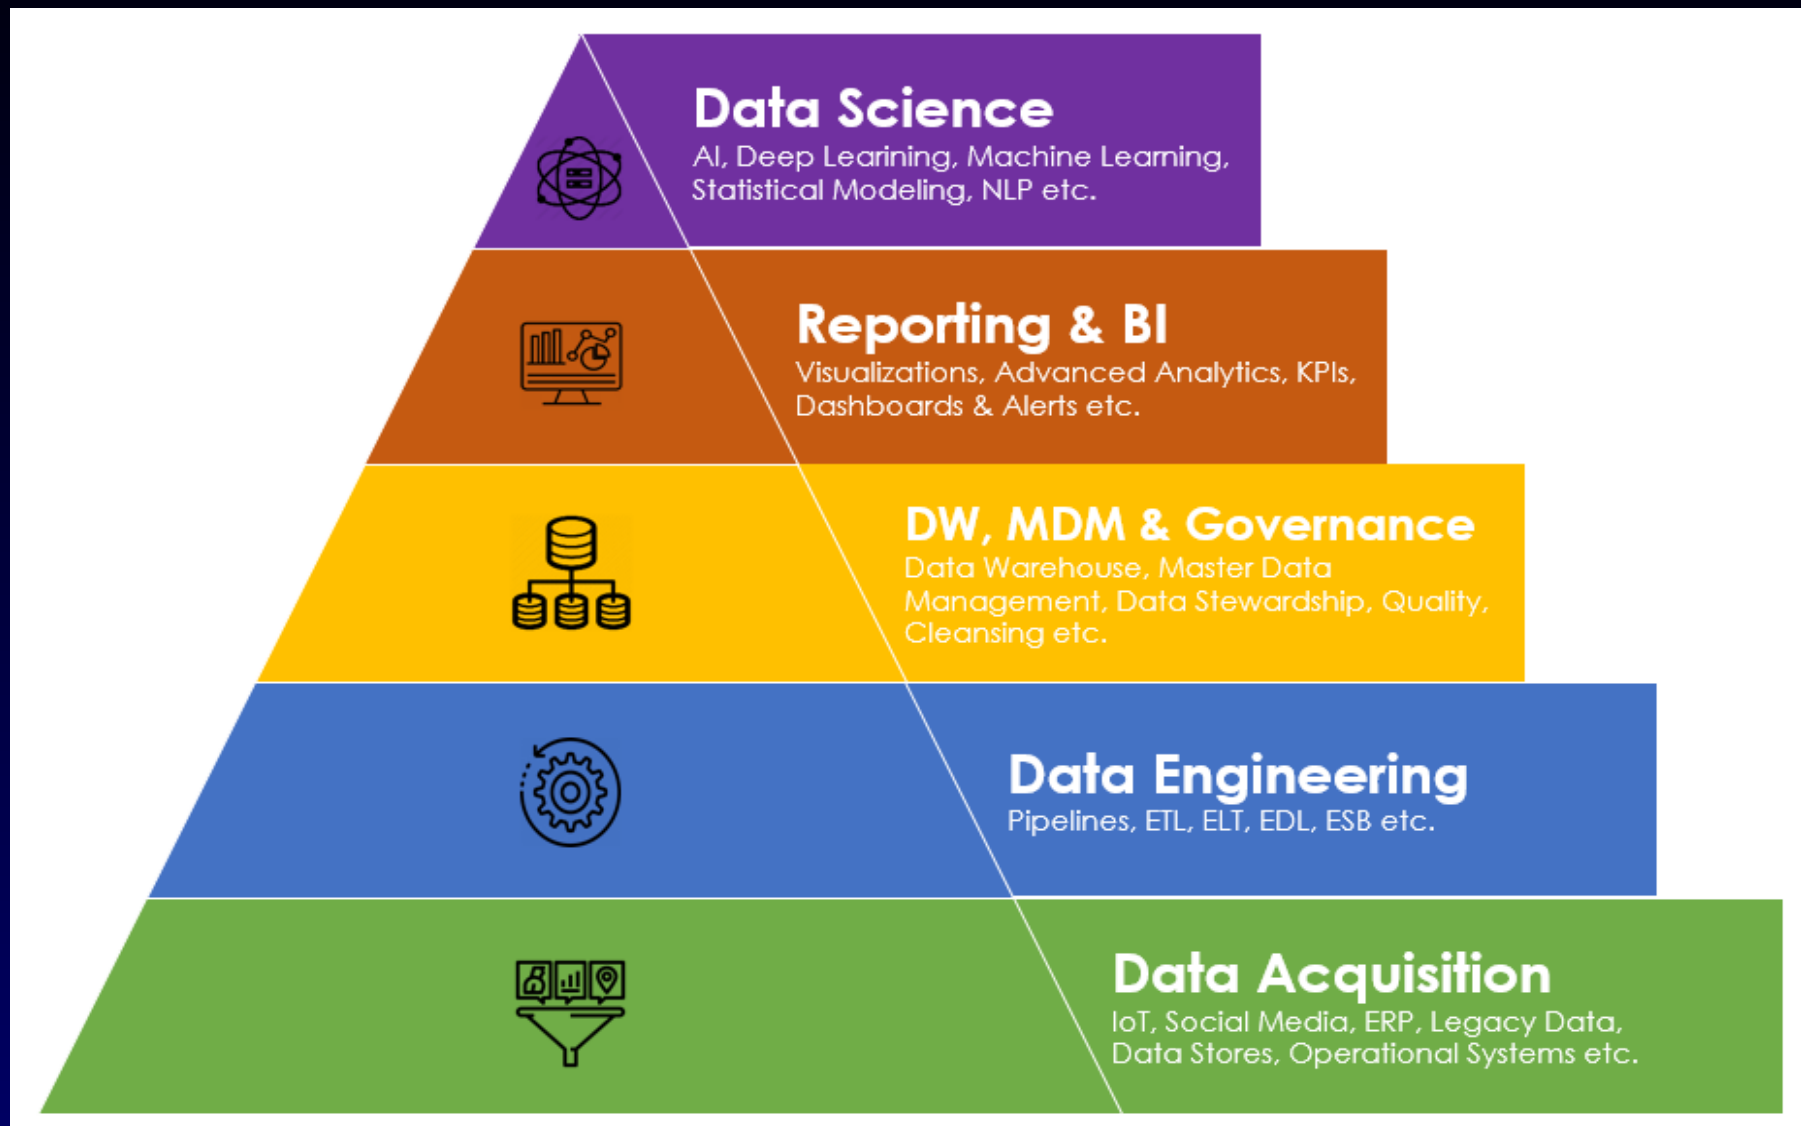 Data Science
AI, Deep Learining, Machine Learning,
Statistical Modeling, NLP etc.
Reporting & BI
Visualizations, Advanced Analytics, KPIs,
Dashboards & Alerts etc.
DW, MDM & Governance
Data Warehouse, Master Data
Management, Data Stewardship, Quality,
Cleansing etc.
Data Engineering
Pipelines, ETL, ELT, EDL, ESB etc.
Data Acquisition
IoT, Social Media, ERP, Legacy Data,
Data Stores, Operational Systems etc.